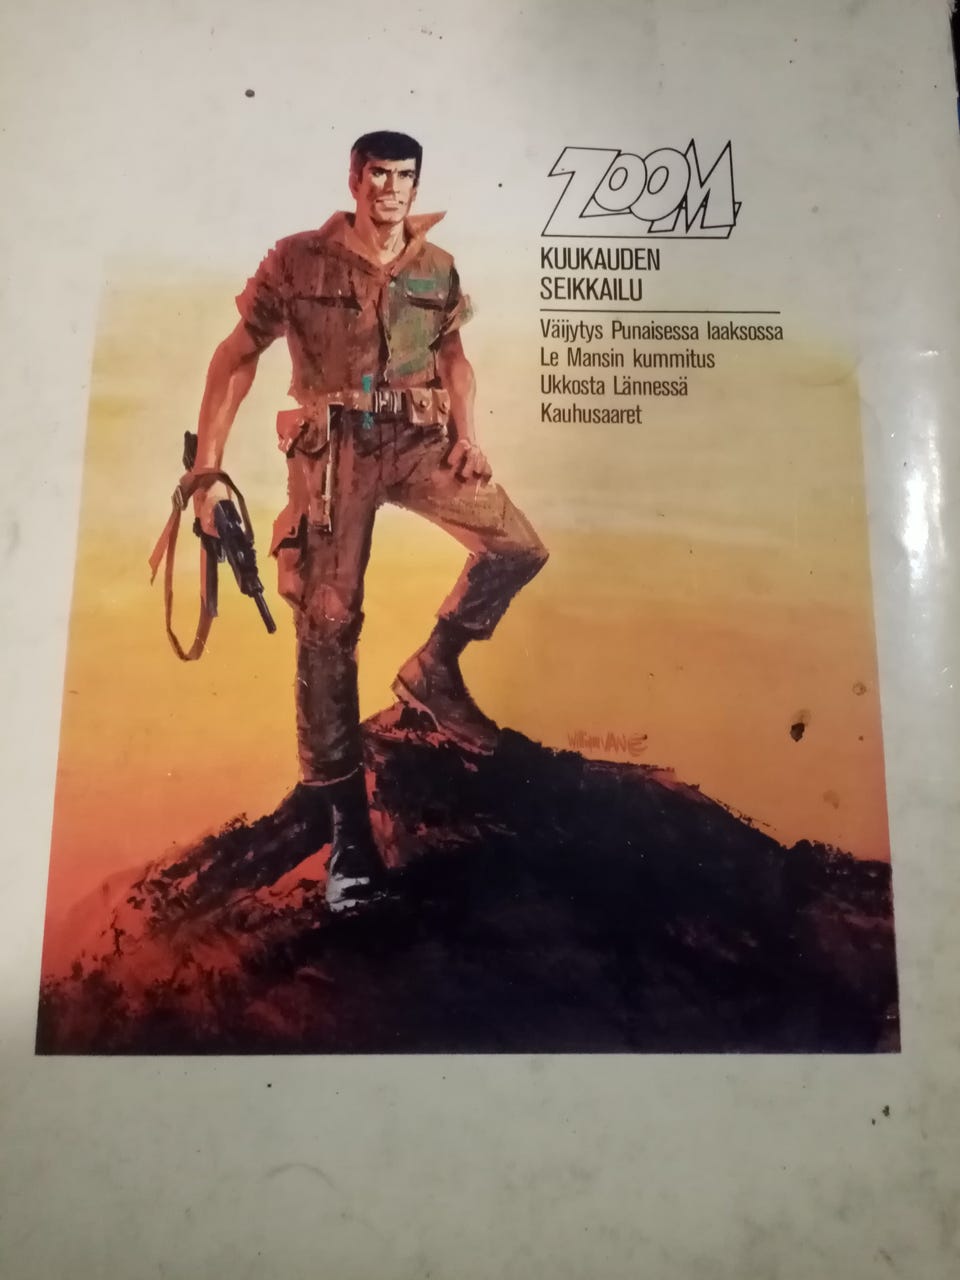 ZOOM
KUUKAUDEN
SEIKKAILU
Väijytys Punaisessa laaksossa
Le Mansin kummitus
Ukkosta Lännessä
Kauhusaaret
William VANCE